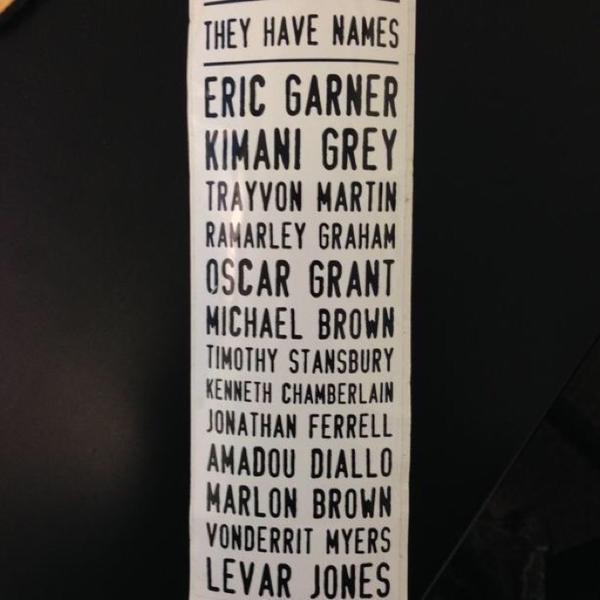 THEY HAVE NAMES
ERIC GARNER
KIMANI GREY
TRAYVON MARTIN
RAMARLEY GRAHAM
OSCAR GRANT
MICHAEL BROWN
TIMOTHY STANSBURY
KENNETH CHAMBERLAIN
JONATHAN FERRELL
AMADOU DIALLO
MARLON BROWN
VONDERRIT MYERS
LEVAR JONES